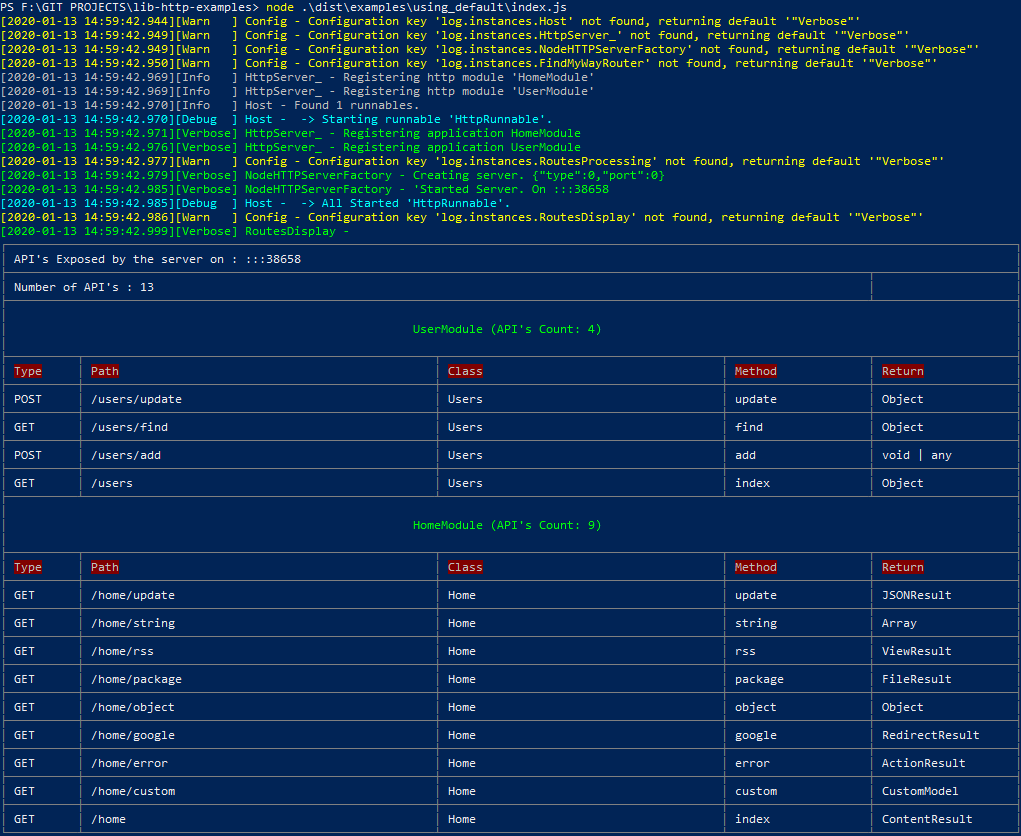 PS F:\GIT PROJECTS\lib-http-examples> node .\dist\examples\using_default\index.js
[2020-01-13 14:59:42.944][Warn   ] Config - Configuration key 'log.instances.Host' not found, returning default '"Verbose"'
[2020-01-13 14:59:42.949][Warn   ] Config - Configuration key 'log.instances.HttpServer_' not found, returning default '"Verbose"'
[2020-01-13 14:59:42.949][Warn   ] Config - Configuration key 'log.instances.NodeHTTPServerFactory' not found, returning default '"Verbose"'
[2020-01-13 14:59:42.950][Warn   ] Config - Configuration key 'log.instances.FindMyWayRouter' not found, returning default '"Verbose"'
[2020-01-13 14:59:42.969][Info   ] HttpServer_ - Registering http module 'HomeModule'
[2020-01-13 14:59:42.969][Info   ] HttpServer_ - Registering http module 'UserModule'
[2020-01-13 14:59:42.970][Info   ] Host - Found 1 runnables.
[2020-01-13 14:59:42.970][Debug  ] Host -  -> Starting runnable 'HttpRunnable'.
[2020-01-13 14:59:42.971][Verbose] HttpServer_ - Registering application HomeModule
[2020-01-13 14:59:42.976][Verbose] HttpServer_ - Registering application UserModule
[2020-01-13 14:59:42.977][Warn   ] Config - Configuration key 'log.instances.RoutesProcessing' not found, returning default '"Verbose"'
[2020-01-13 14:59:42.978][Verbose] NodeHTTPServerFactory - Creating server. {"type":0,"port":0}
[2020-01-13 14:59:42.985][Verbose] NodeHTTPServerFactory - 'Started Server. On :::38658
[2020-01-13 14:59:42.985][Debug  ] Host -  -> All Started 'HttpRunnable'.
[2020-01-13 14:59:42.986][Warn   ] Config - Configuration key 'log.instances.RoutesDisplay' not found, returning default '"Verbose"'
[2020-01-13 14:59:42.999][Verbose] RoutesDisplay -
API's Exposed by the server on : :::38658
Number of API's : 13
UserModule (API's Count: 4)
Type Path Class Method Return
POST /users/update Users update Object
GET /users/find Users find Object
POST /users/add Users add void | any
GET /users Users index Object
HomeModule (API's Count: 9)
Type Path Class Method Return
GET /home/update Home update JSONResult
GET /home/string Home string Array
GET /home/rss Home rss ViewResult
GET /home/package Home package FileResult
GET /home/object Home object Object
GET /home/google Home google RedirectResult
GET /home/error Home error ActionResult
GET /home/custom Home custom CustomModel
GET /home Home index ContentResult